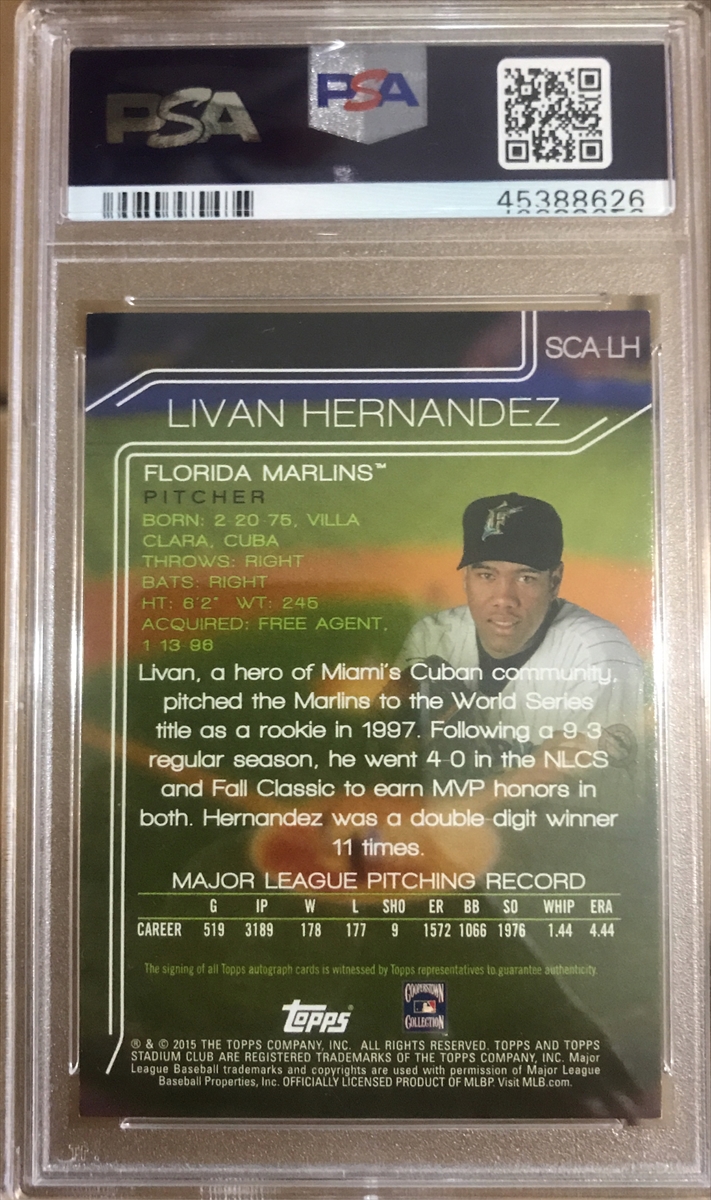 PSA
PSA
45388626
SCA-LH
LIVAN HERNANDEZ
FLORIDA MARLINS™
PITCHER
BORN: 2-20-75, VILLA
CLARA, CUBA
THROWS: RIGHT
BATS: RIGHT
HT: 6'2" WT: 245
ACQUIRED: FREE AGENT,
1-13-96
Livan, a hero of Miami's Cuban community,
pitched the Marlins to the World Series
title as a rookie in 1997. Following a 9-3
regular season, he went 4-0 in the NLCS
and Fall Classic to earn MVP honors in
both. Hernandez was a double-digit winner
11 times.
MAJOR LEAGUE PITCHING RECORD
G IP W L SHO ER BB SO WHIP ERA
CAREER 519 3189 178 177 9 1572 1066 1976 1.44 4.44
The signing of all Topps autograph cards is witnessed by Topps representatives to guarantee authenticity.
Topps®
COOPERSTOWN
COLLECTION
® & © 2015 THE TOPPS COMPANY, INC. ALL RIGHTS RESERVED. TOPPS AND TOPPS
STADIUM CLUB ARE REGISTERED TRADEMARKS OF THE TOPPS COMPANY, INC. Major
League Baseball trademarks and copyrights are used with permission of Major League
Baseball Properties, Inc. OFFICIALLY LICENSED PRODUCT OF MLBP. Visit MLB.com.